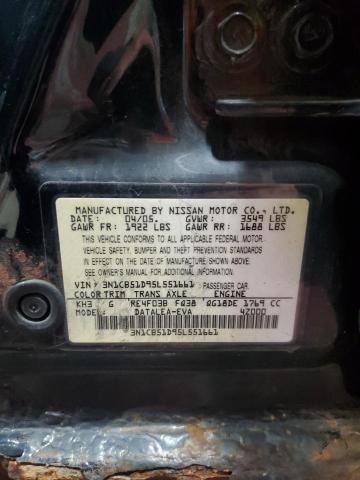 MANUFACTURED BY NISSAN MOTOR CO., LTD.
DATE: 04/05. GVWR: 3549 LBS
GAWR FR: 1922 LBS GAWR RR: 1688 LBS
THIS VEHICLE CONFORMS TO ALL APPLICABLE FEDERAL MOTOR
VEHICLE SAFETY, BUMPER AND THEFT PREVENTION STANDARDS
IN EFFECT ON THE DATE OF MANUFACTURE SHOWN ABOVE.
SEE OWNER'S MANUAL FOR MORE AND ADDITIONAL INFORMATION.
VIN: 3N1CB51D95L551661 PASSENGER CAR.
COLOR TRIM TRANS AXLE ENGINE
KH3 G RE4F03B FQ38 QG18DE 1769 CC
MODEL: DATALEA-EVA 4Z000
3N1CB51D95L551661